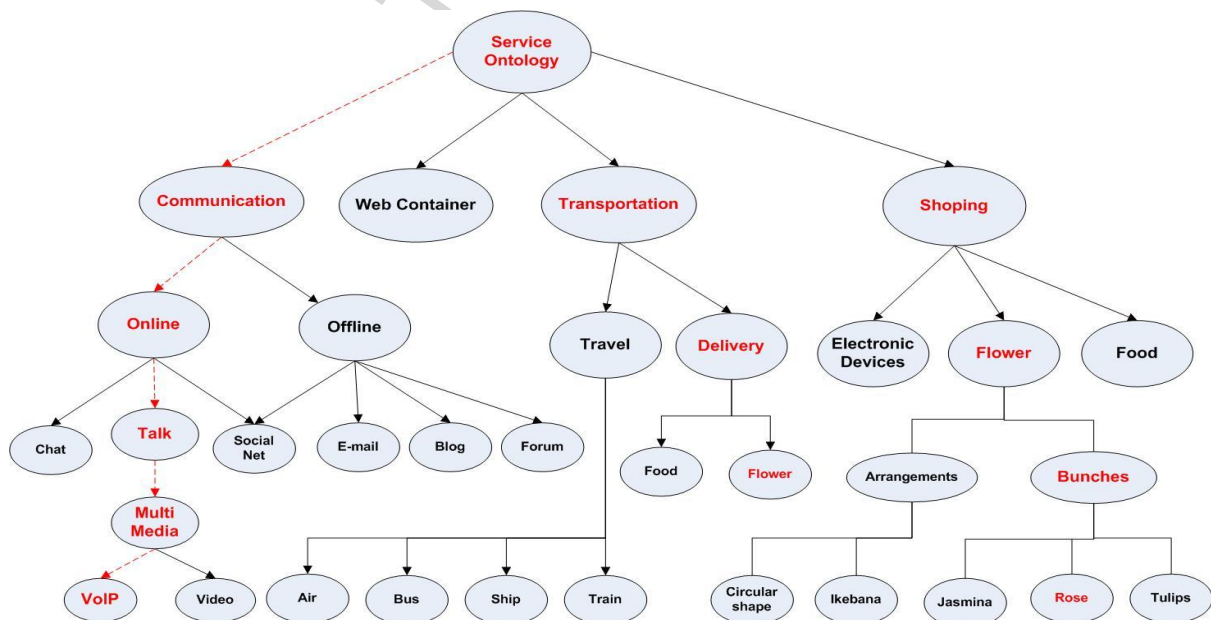 Service
Ontology
Communication
Web Container
Transportation
Shoping
Online
Offline
Travel
Delivery
Electronic
Devices
Flower
Food
Chat
Talk
Social
Net
E-mail
Blog
Forum
Food
Flower
Arrangements
Bunches
Multi
Media
VoIP
Video
Air
Bus
Ship
Train
Circular
shape
Ikebana
Jasmina
Rose
Tulips